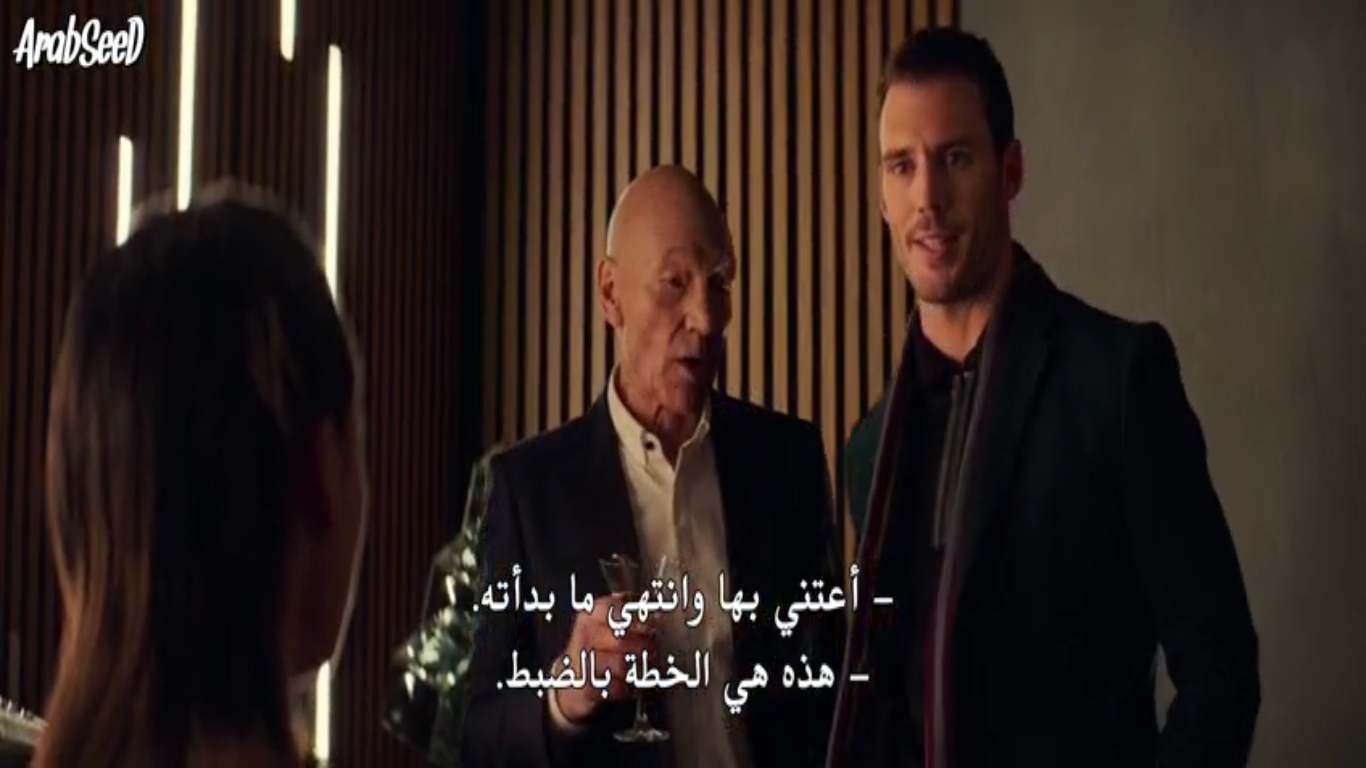 ArabSeeD
- أعتني بها وانتهي ما بدأته.
- هذه هي الخطة بالضبط.